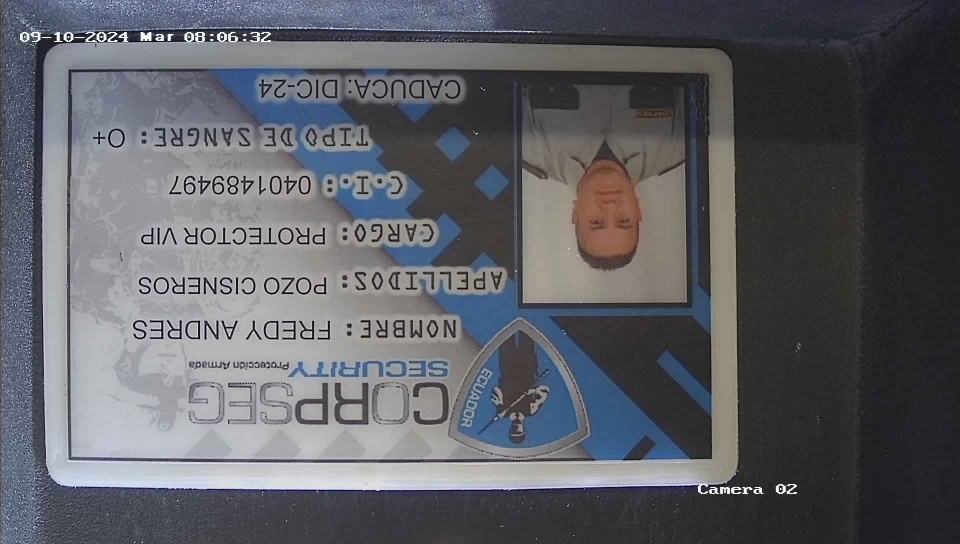 09-10-2024 Mar 08:06:32
CORPSEG
SECURITY Protección Armada
ECUADOR
NOMBRE: FREDY ANDRES
APELLIDOS: POZO CISNEROS
CARGO: PROTECTOR VIP
C.I.: 0401489497
TIPO DE SANGRE: O+
CADUCA: DIC-24
Camera 02